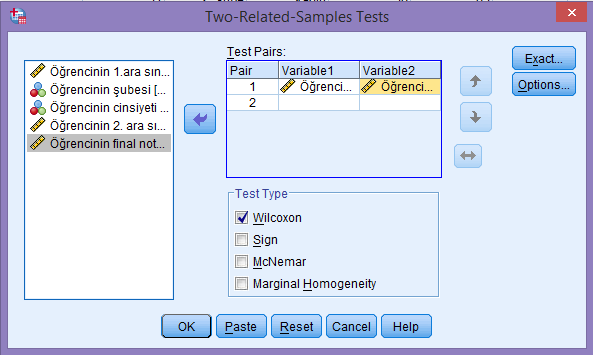 Two-Related-Samples Tests
Öğrencinin 1.ara sın...
Öğrencinin şubesi [...
Öğrencinin cinsiyeti ...
Öğrencinin 2. ara sı...
Öğrencinin final not...
Test Pairs:
Pair Variable1 Variable2
1 Öğrenci... Öğrenci...
2
Exact...
Options...
Test Type
Wilcoxon
Sign
McNemar
Marginal Homogeneity
OK Paste Reset Cancel Help